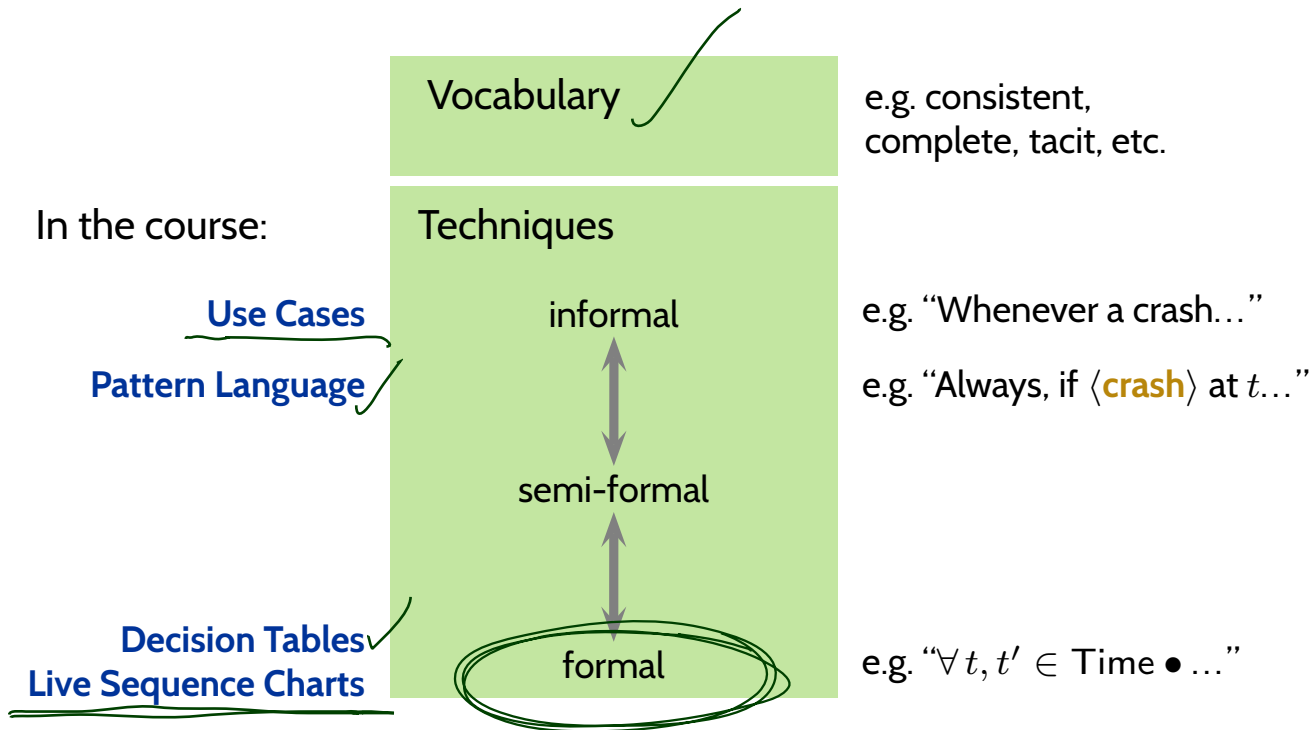 Vocabulary
e.g. consistent,
complete, tacit, etc.
In the course:
Techniques
Use Cases
informal
e.g. “Whenever a crash…”
Pattern Language
e.g. “Always, if ⟨crash⟩ at t…”
semi-formal
Decision Tables
Live Sequence Charts
formal
e.g. “∀ t, t′ ∈ Time • …”